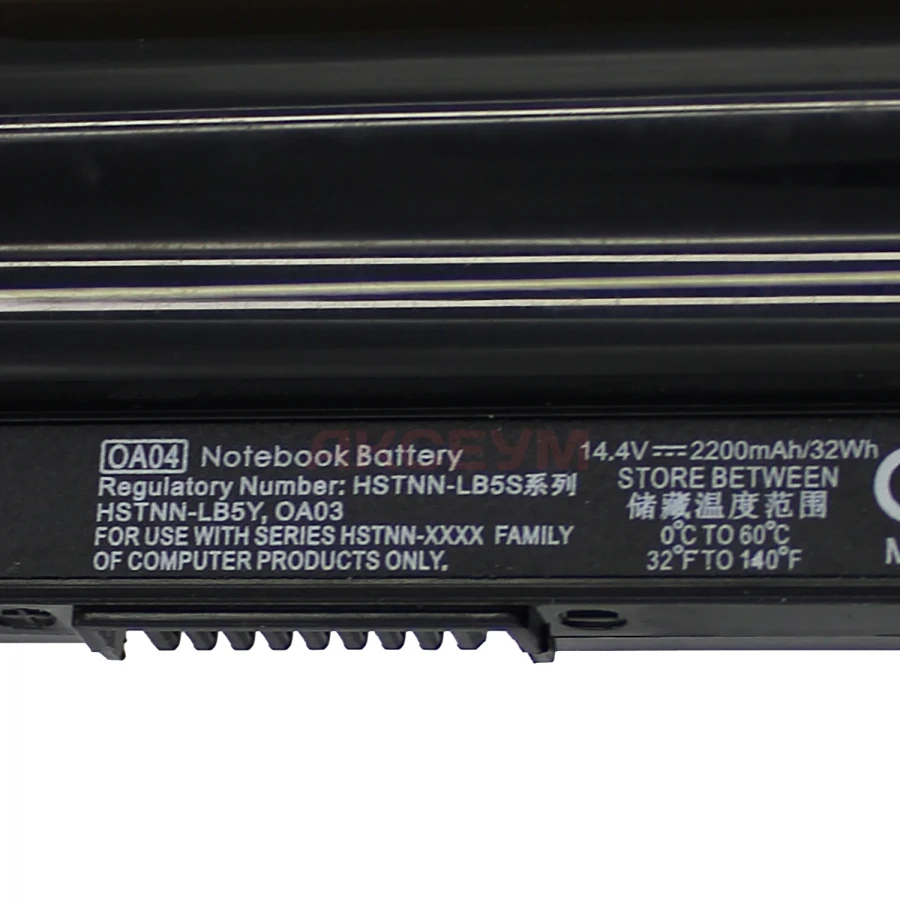 OA04 Notebook Battery
14.4V⎓2200mAh/32Wh
Regulatory Number: HSTNN-LB5S系列
HSTNN-LB5Y, OA03
FOR USE WITH SERIES HSTNN-XXXX FAMILY
OF COMPUTER PRODUCTS ONLY.
STORE BETWEEN
储藏温度范围
0°C TO 60°C
32°F TO 140°F
ЯКСЕУМ